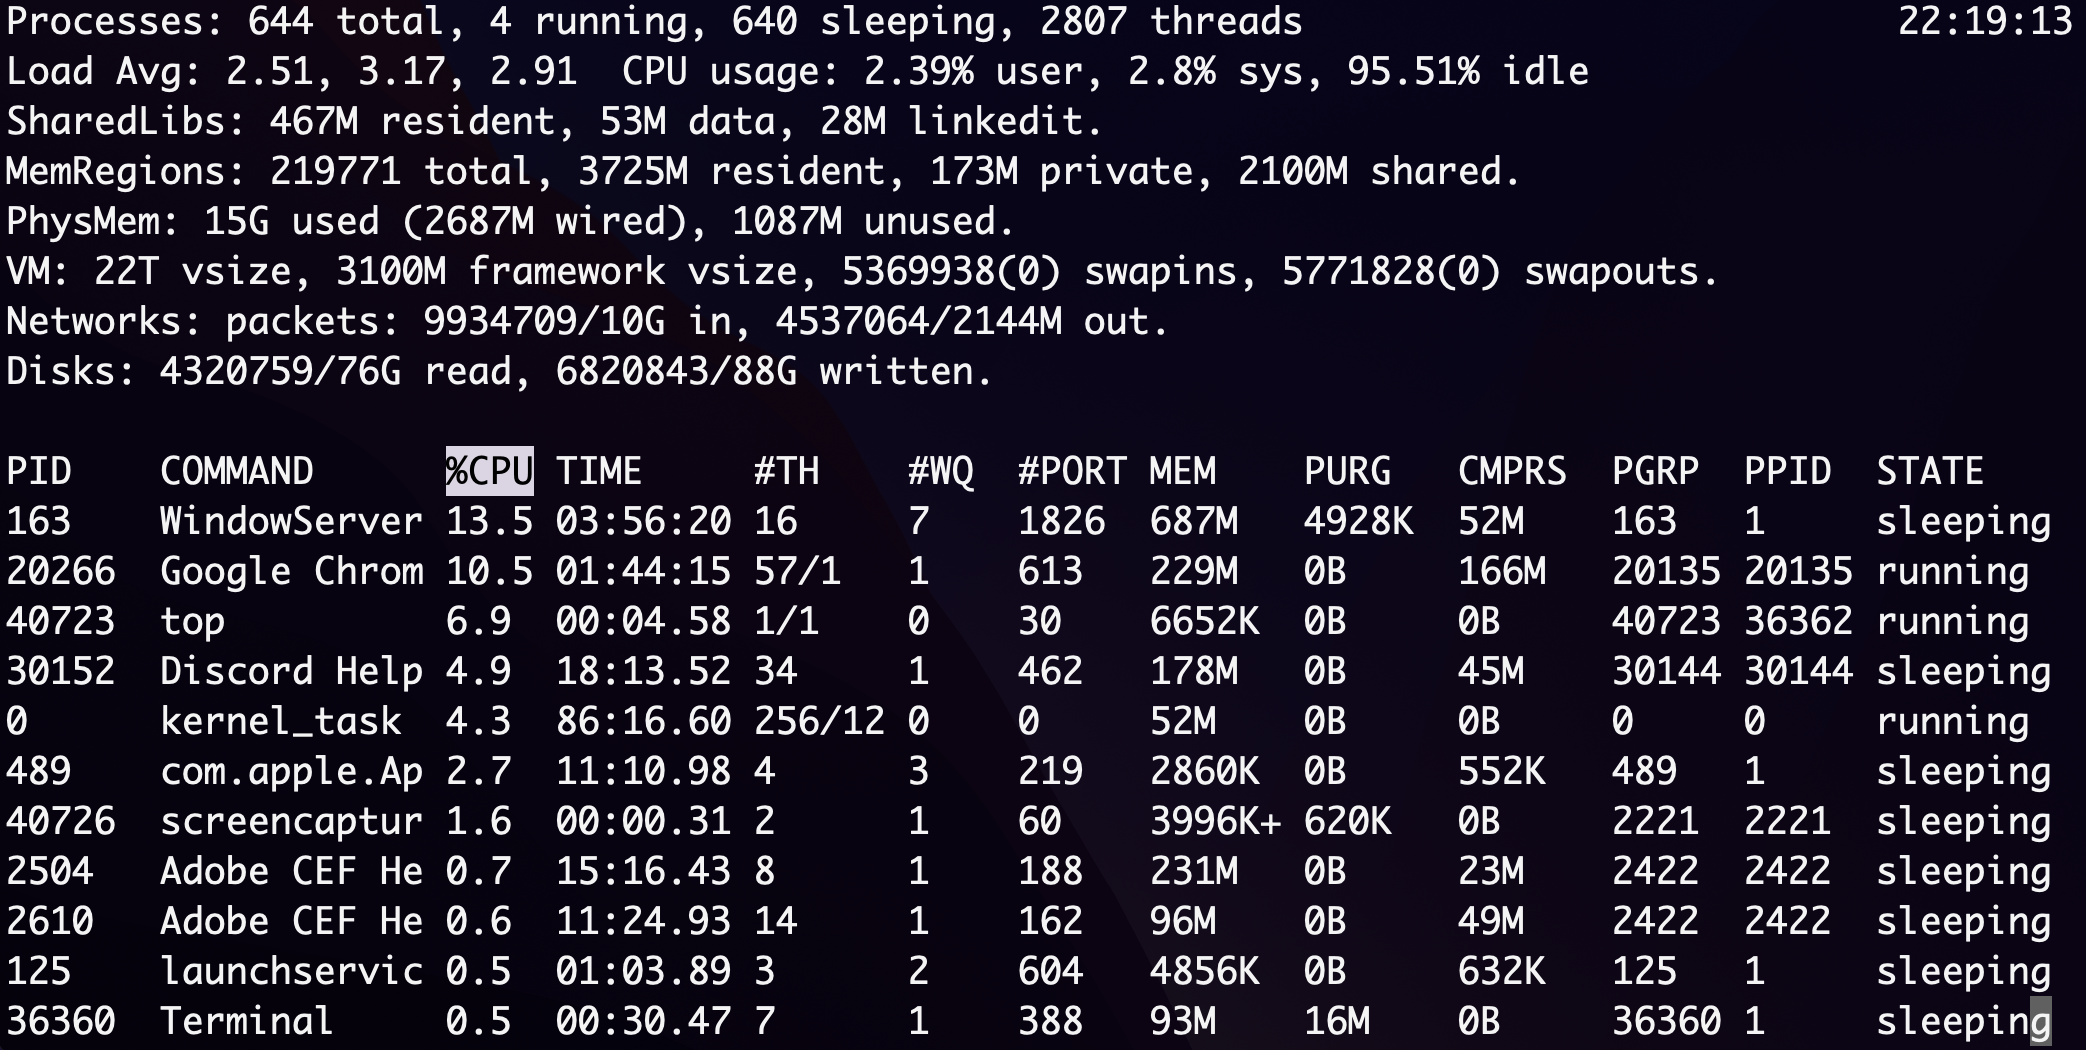 Processes: 644 total, 4 running, 640 sleeping, 2807 threads 22:19:13
Load Avg: 2.51, 3.17, 2.91 CPU usage: 2.39% user, 2.8% sys, 95.51% idle
SharedLibs: 467M resident, 53M data, 28M linkedit.
MemRegions: 219771 total, 3725M resident, 173M private, 2100M shared.
PhysMem: 15G used (2687M wired), 1087M unused.
VM: 22T vsize, 3100M framework vsize, 5369938(0) swapins, 5771828(0) swapouts.
Networks: packets: 9934709/10G in, 4537064/2144M out.
Disks: 4320759/76G read, 6820843/88G written.
PID COMMAND %CPU TIME #TH #WQ #PORT MEM PURG CMPRS PGRP PPID STATE
163 WindowServer 13.5 03:56:20 16 7 1826 687M 4928K 52M 163 1 sleeping
20266 Google Chrom 10.5 01:44:15 57/1 1 613 229M 0B 166M 20135 20135 running
40723 top 6.9 00:04.58 1/1 0 30 6652K 0B 0B 40723 36362 running
30152 Discord Help 4.9 18:13.52 34 1 462 178M 0B 45M 30144 30144 sleeping
0 kernel_task 4.3 86:16.60 256/12 0 0 52M 0B 0B 0 0 running
489 com.apple.Ap 2.7 11:10.98 4 3 219 2860K 0B 552K 489 1 sleeping
40726 screencaptur 1.6 00:00.31 2 1 60 3996K+ 620K 0B 2221 2221 sleeping
2504 Adobe CEF He 0.7 15:16.43 8 1 188 231M 0B 23M 2422 2422 sleeping
2610 Adobe CEF He 0.6 11:24.93 14 1 162 96M 0B 49M 2422 2422 sleeping
125 launchservic 0.5 01:03.89 3 2 604 4856K 0B 632K 125 1 sleeping
36360 Terminal 0.5 00:30.47 7 1 388 93M 16M 0B 36360 1 sleeping